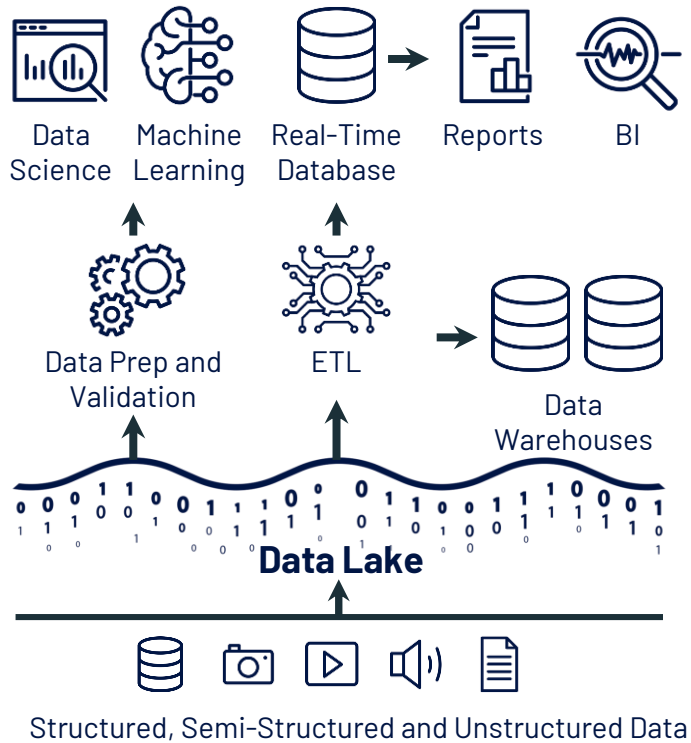 Data
Science
Machine
Learning
Real-Time
Database
Reports
BI
Data Prep and
Validation
ETL
Data
Warehouses
Data Lake
Structured, Semi-Structured and Unstructured Data